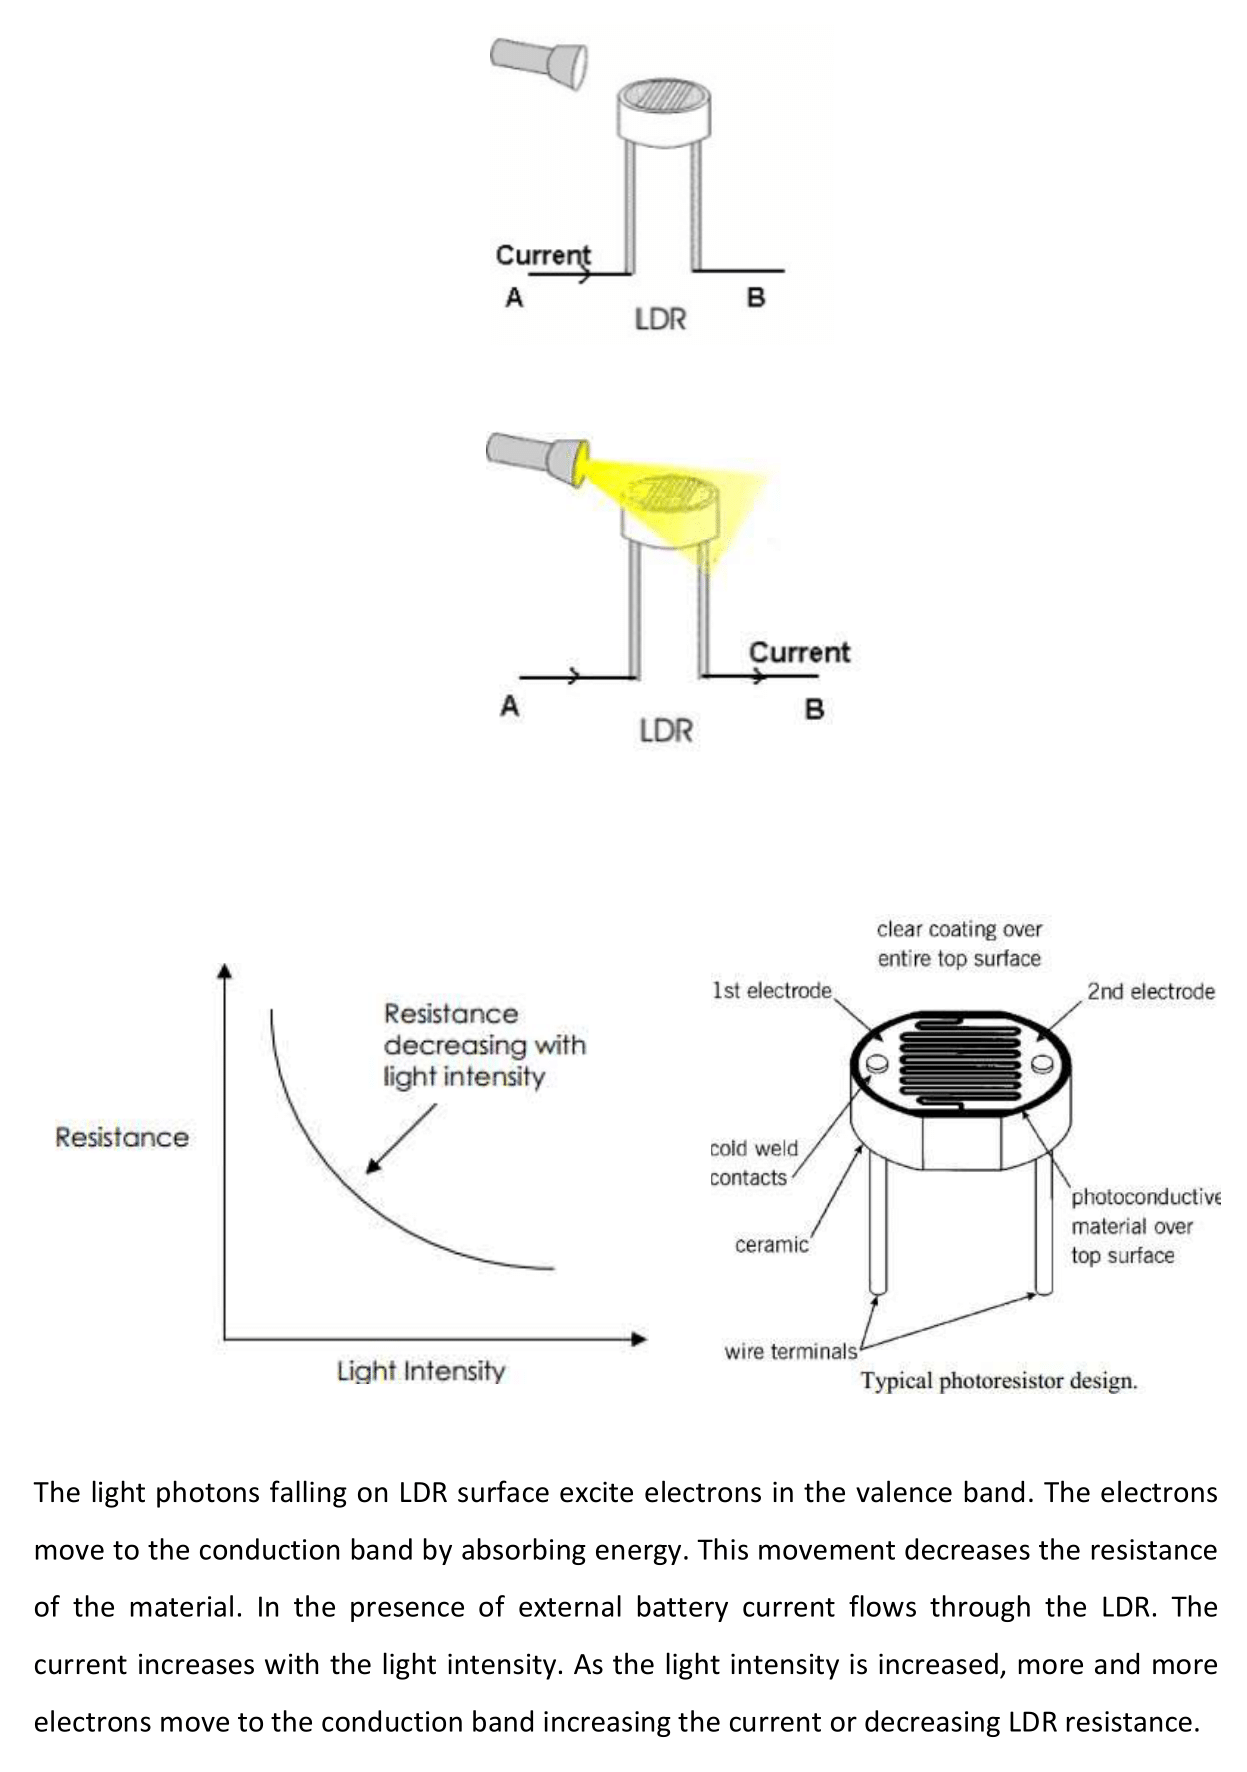 Current
A
B
LDR
Current
A
B
LDR
Resistance
decreasing with
light intensity
Resistance
Light Intensity
clear coating over
entire top surface
1st electrode
2nd electrode
cold weld
contacts
ceramic
photoconductive
material over
top surface
wire terminals
Typical photoresistor design.
The light photons falling on LDR surface excite electrons in the valence band. The electrons
move to the conduction band by absorbing energy. This movement decreases the resistance
of the material. In the presence of external battery current flows through the LDR. The
current increases with the light intensity. As the light intensity is increased, more and more
electrons move to the conduction band increasing the current or decreasing LDR resistance.